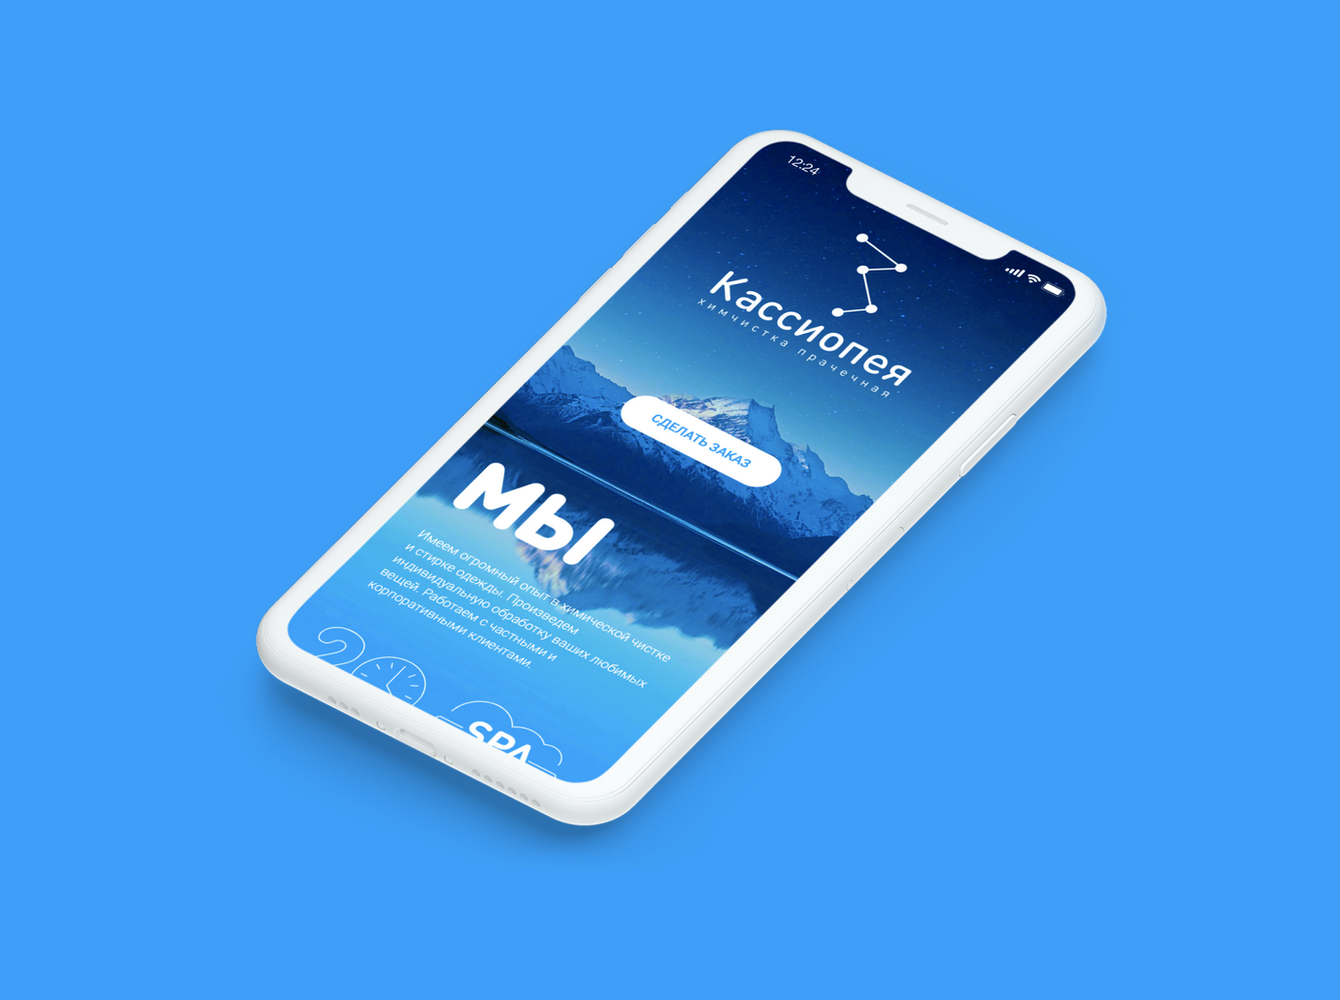 12:24
Кассиопея
химчистка прачечная
СДЕЛАТЬ ЗАКАЗ
МЫ
Имеем огромный опыт в химической чистке
и стирке одежды. Произведем
индивидуальную обработку ваших любимых
вещей. Работаем с частными и
корпоративными клиентами.
20
SPA